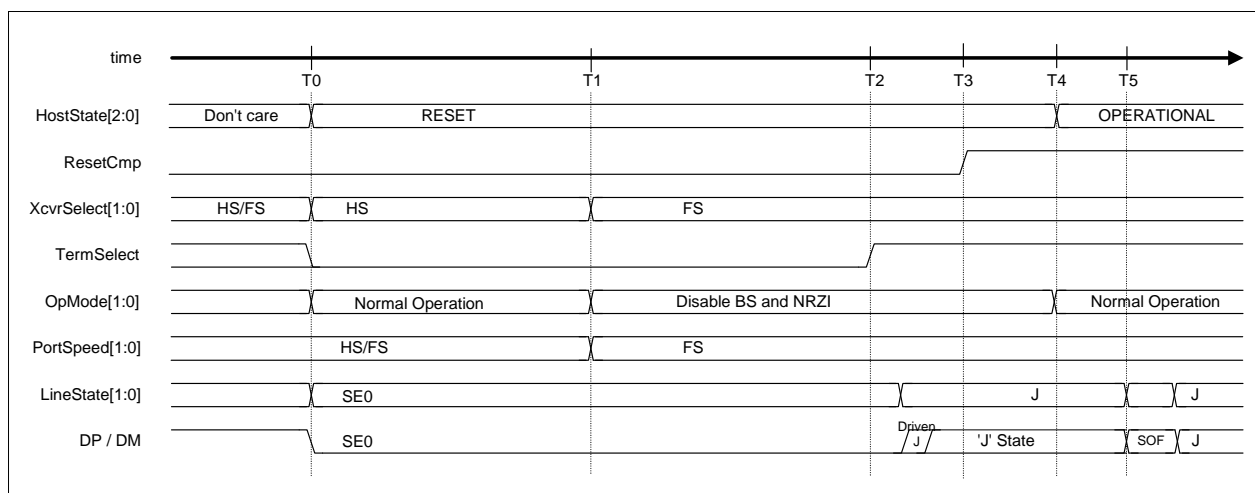 time
T0 T1 T2 T3 T4 T5
HostState[2:0] Don't care RESET OPERATIONAL
ResetCmp
XcvrSelect[1:0] HS/FS HS FS
TermSelect
OpMode[1:0] Normal Operation Disable BS and NRZI Normal Operation
PortSpeed[1:0] HS/FS FS
LineState[1:0] SE0 J J
Driven
DP / DM SE0 J 'J' State SOF J